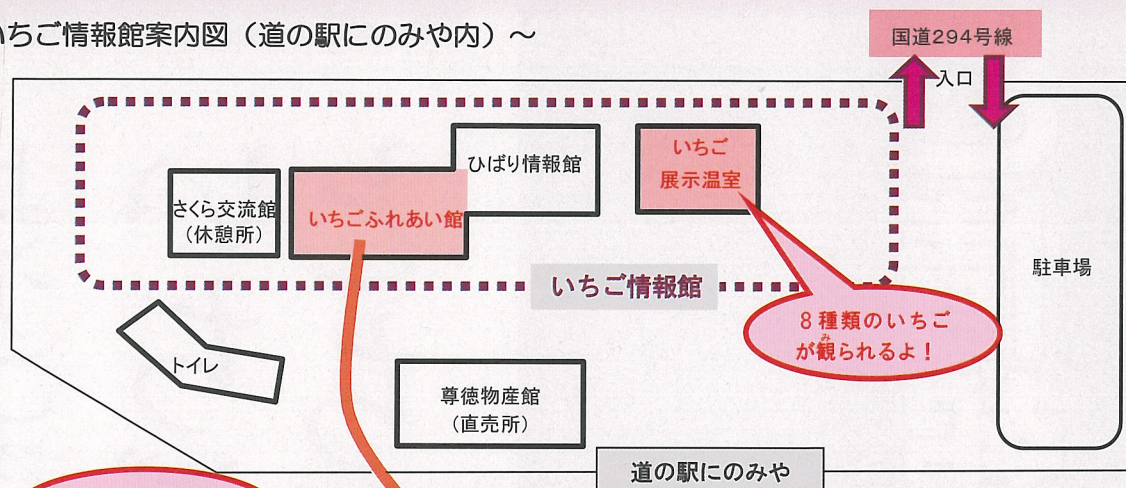 いちご情報館案内図（道の駅にのみや内）～
国道294号線
入口
ひばり情報館
いちご
展示温室
さくら交流館
（休憩所）
いちごふれあい館
駐車場
いちご情報館
8種類のいちご
が観られるよ！
み
トイレ
尊徳物産館
（直売所）
道の駅にのみや